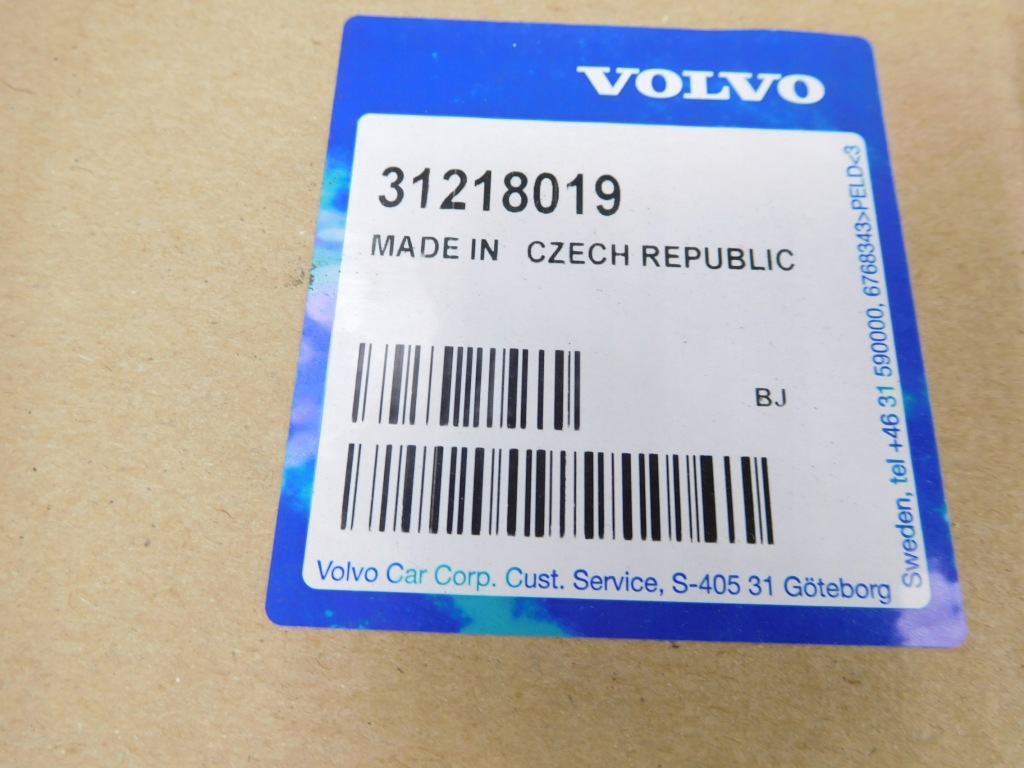 VOLVO
31218019
MADE IN CZECH REPUBLIC
BJ
Volvo Car Corp. Cust. Service, S-405 31 Göteborg
Sweden, tel +46 31 590000, 6768343>PELD<3